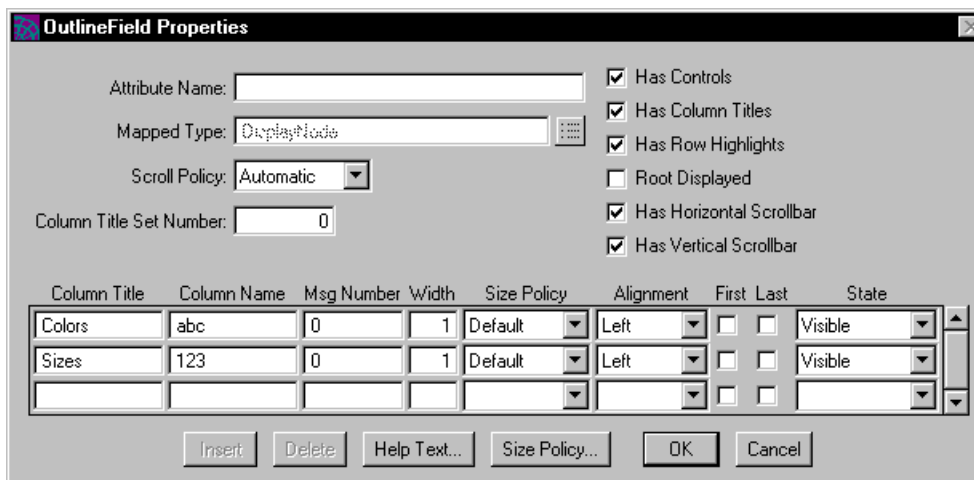 OutlineField Properties
Attribute Name:
Mapped Type: DisplayNode
Scroll Policy: Automatic
Column Title Set Number: 0
Has Controls
Has Column Titles
Has Row Highlights
Root Displayed
Has Horizontal Scrollbar
Has Vertical Scrollbar
Column Title Column Name Msg Number Width Size Policy Alignment First Last State
Colors abc 0 1 Default Left Visible
Sizes 123 0 1 Default Left Visible
Insert Delete Help Text... Size Policy... OK Cancel